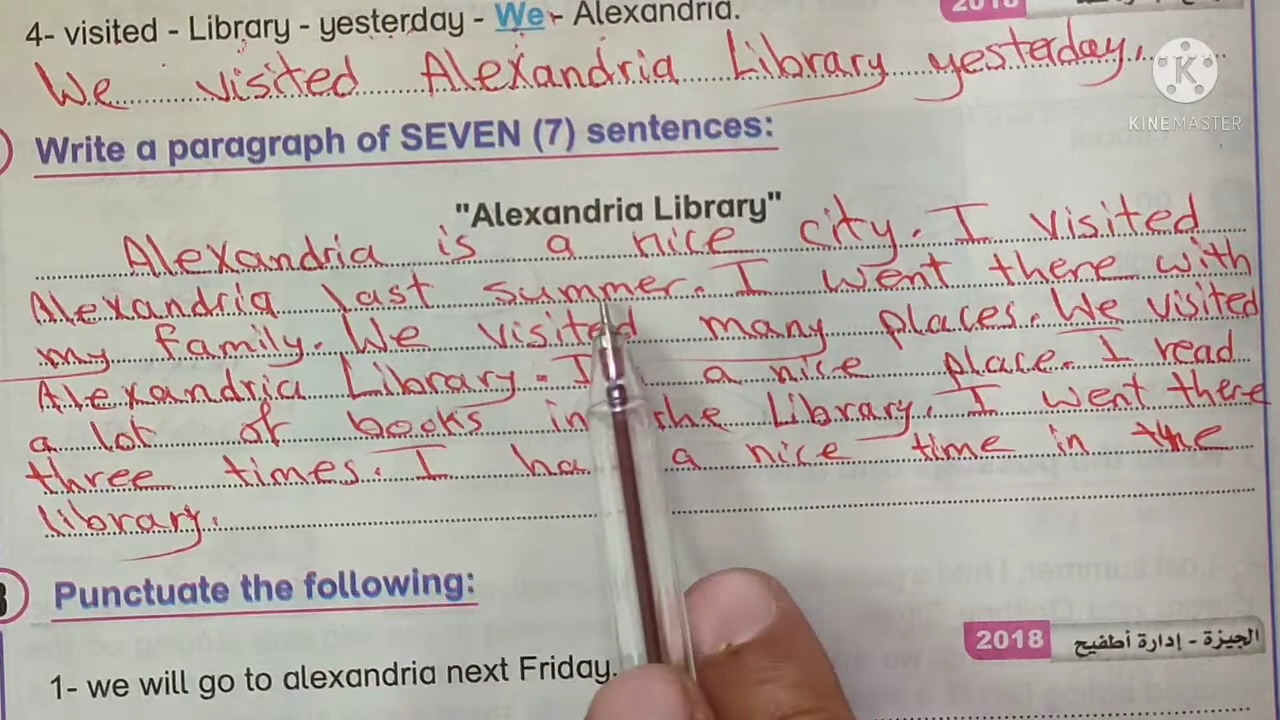 4- visited - Library - yesterday - We - Alexandria.
We visited Alexandria Library yesterday.
KINEMASTER
Write a paragraph of SEVEN (7) sentences:
"Alexandria Library"
Alexandria is a nice city. I visited
Alexandria last summer. I went there with
my family. We visited many places. We visited
Alexandria Library. a nice place. I read
a lot of books in the Library. I went there
three times. I a nice time in the
library.
Punctuate the following:
2018 الجيزة - إدارة أطفيح
1- we will go to alexandria next Friday.